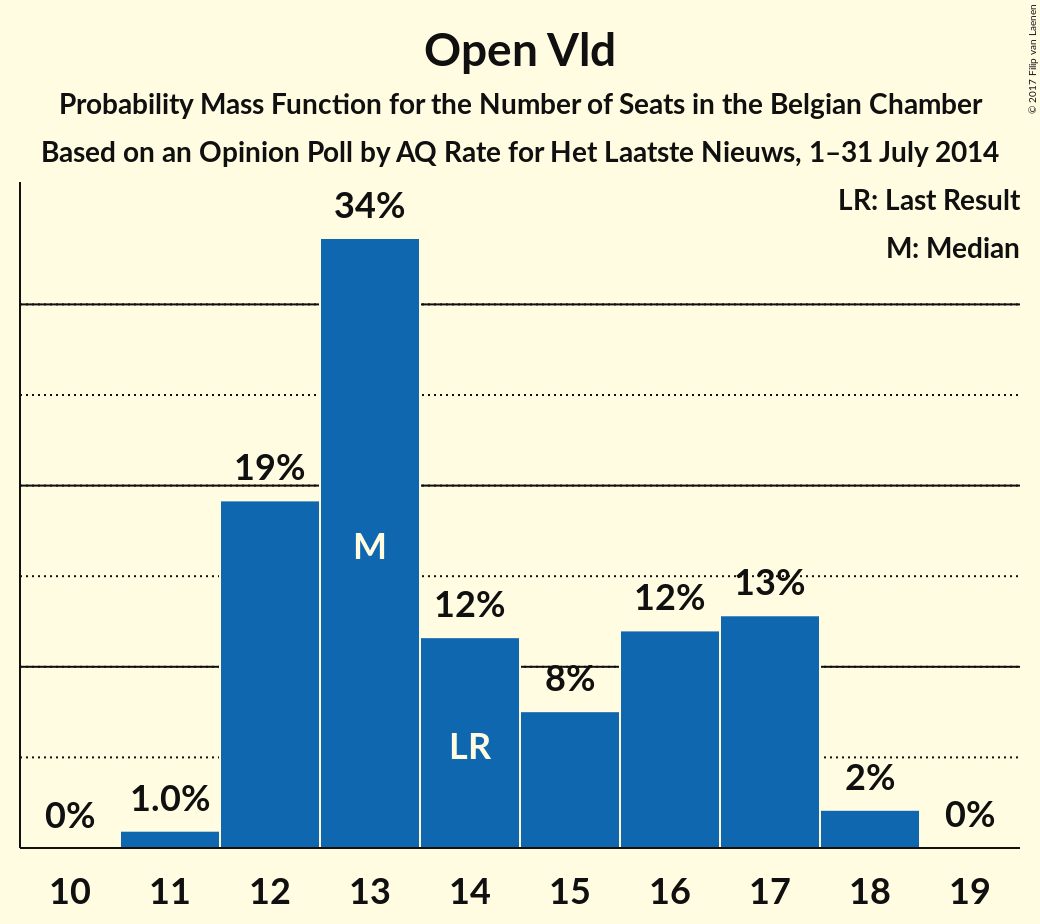 Open Vld
Probability Mass Function for the Number of Seats in the Belgian Chamber
Based on an Opinion Poll by AQ Rate for Het Laatste Nieuws, 1–31 July 2014
© 2017 Filip van Laenen
LR: Last Result
M: Median
34%
19%
M
12%
12%
13%
8%
LR
0%
1.0%
2%
0%
10 11 12 13 14 15 16 17 18 19